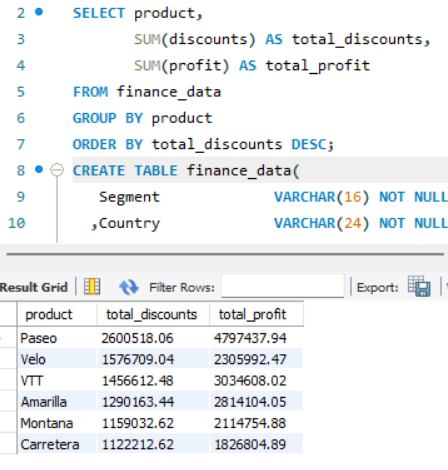 2 SELECT product,
3 SUM(discounts) AS total_discounts,
4 SUM(profit) AS total_profit
5 FROM finance_data
6 GROUP BY product
7 ORDER BY total_discounts DESC;
8 CREATE TABLE finance_data(
9 Segment VARCHAR(16) NOT NULL
10 ,Country VARCHAR(24) NOT NULL
Result Grid Filter Rows: Export:
product total_discounts total_profit
Paseo 2600518.06 4797437.94
Velo 1576709.04 2305992.47
VTT 1456612.48 3034608.02
Amarilla 1290163.44 2814104.05
Montana 1159032.62 2114754.88
Carretera 1122212.62 1826804.89